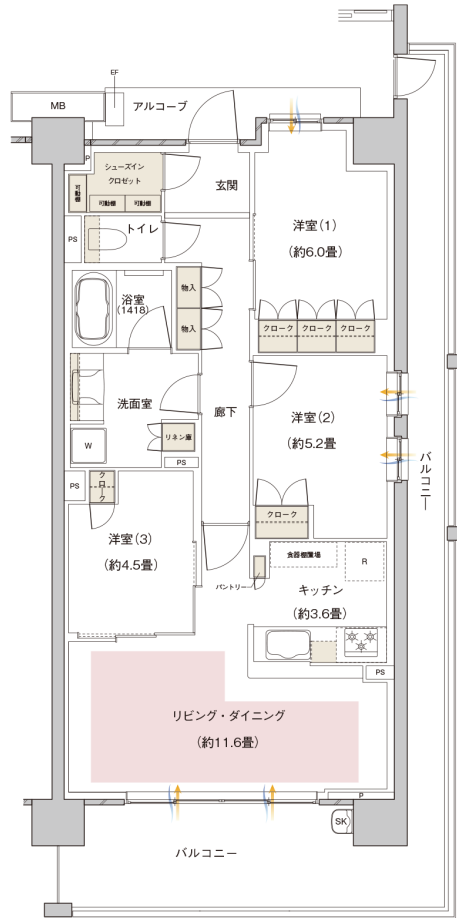 EF
MB
アルコーブ
P
シューズイン
クロゼット
可動棚
可動棚
可動棚
玄関
PS
トイレ
洋室(1)
(約6.0畳)
物入
浴室
(1418)
物入
クローク
クローク
クローク
洗面室
廊下
洋室(2)
(約5.2畳
W
リネン庫
PS
バルコニー
PS
クローク
クローク
洋室(3)
(約4.5畳)
食器棚置場
R
パントリー
キッチン
(約3.6畳)
PS
リビング・ダイニング
(約11.6畳)
P
SK
バルコニー